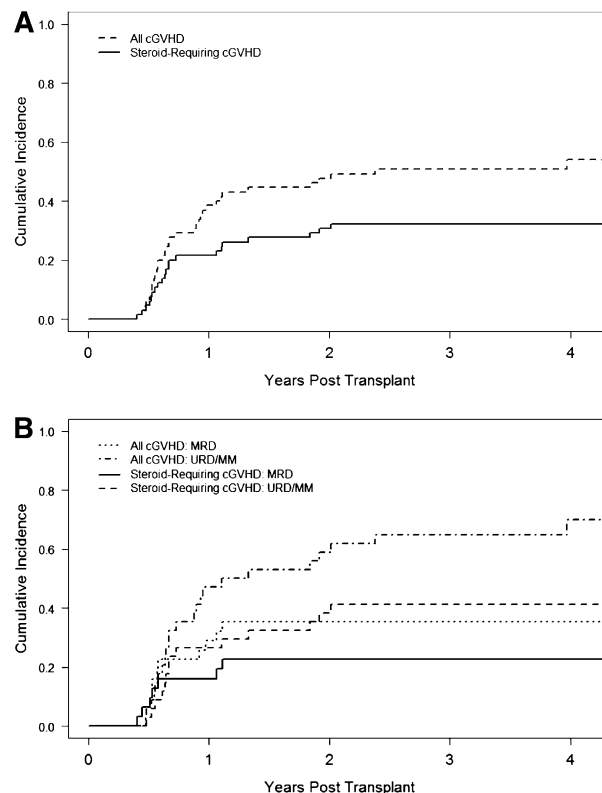 A
All cGVHD
Steroid-Requiring cGVHD
1.0
0.8
0.6
0.4
0.2
0.0
Cumulative Incidence
0 1 2 3 4
Years Post Transplant
B
All cGVHD: MRD
All cGVHD: URD/MM
Steroid-Requiring cGVHD: MRD
Steroid-Requiring cGVHD: URD/MM
1.0
0.8
0.6
0.4
0.2
0.0
Cumulative Incidence
0 1 2 3 4
Years Post Transplant